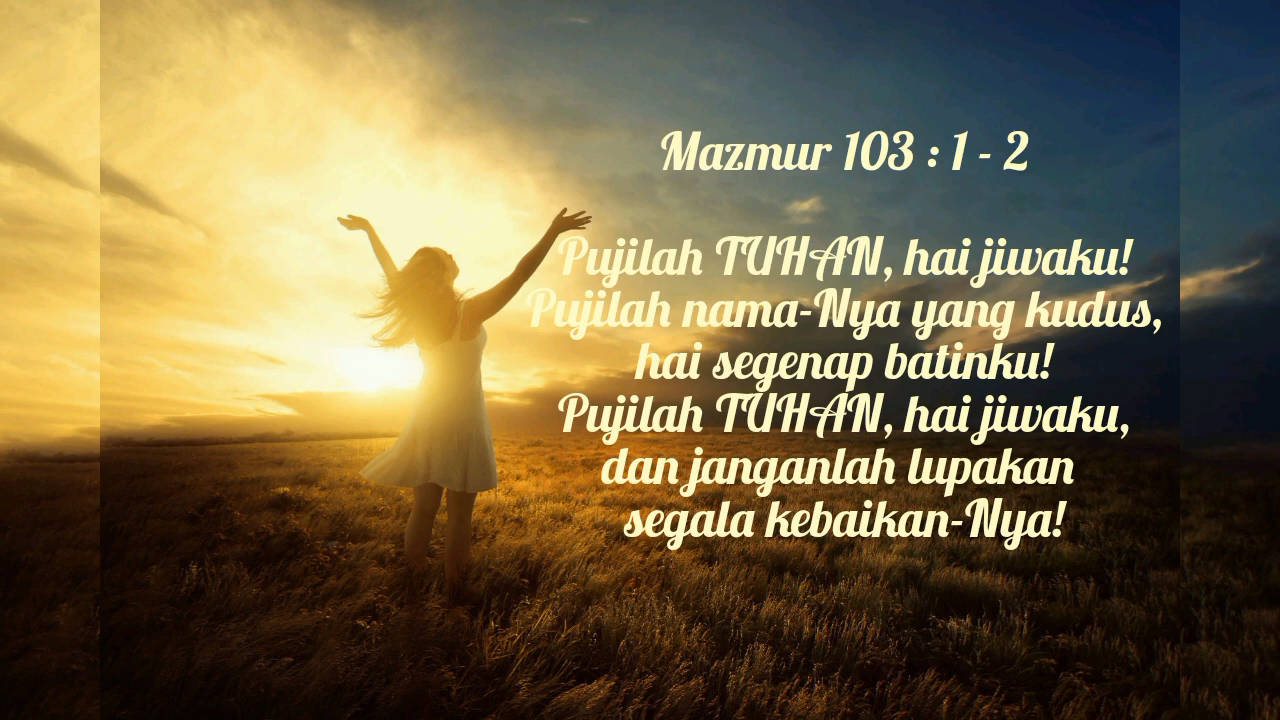 Mazmur 103 : 1 - 2
Pujilah TUHAN, hai jiwaku!
Pujilah nama-Nya yang kudus,
hai segenap batinku!
Pujilah TUHAN, hai jiwaku,
dan janganlah lupakan
segala kebaikan-Nya!